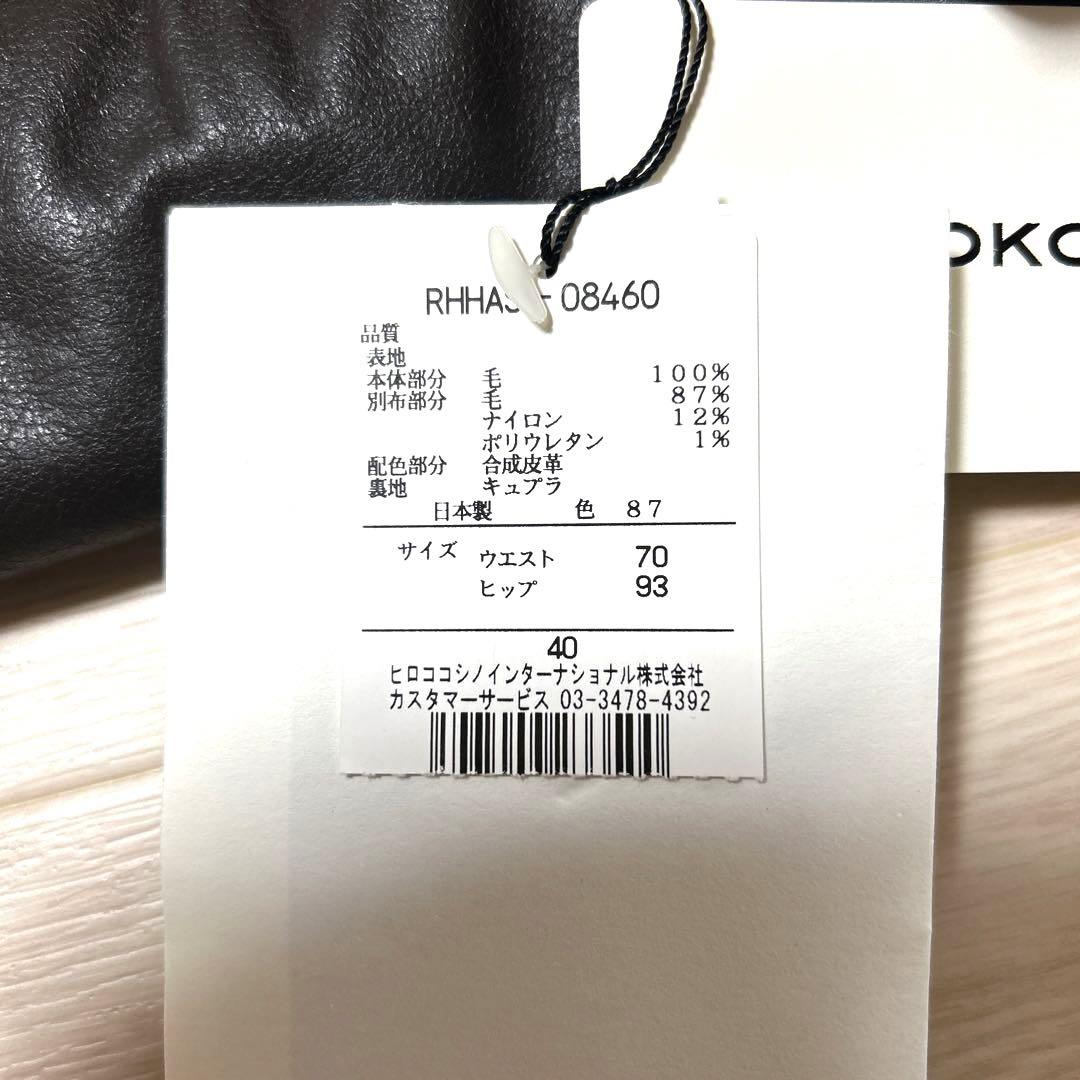 OKO
08460
品質
表地
本体部分 毛 100%
別布部分 毛 87%
ナイロン 12%
ポリウレタン 1%
配色部分 合成皮革
裏地 キュプラ
日本製 色 87
サイズ ウエスト 70
ヒップ 93
40
ヒロココシノインターナショナル株式会社
カスタマーサービス 03-3478-4392